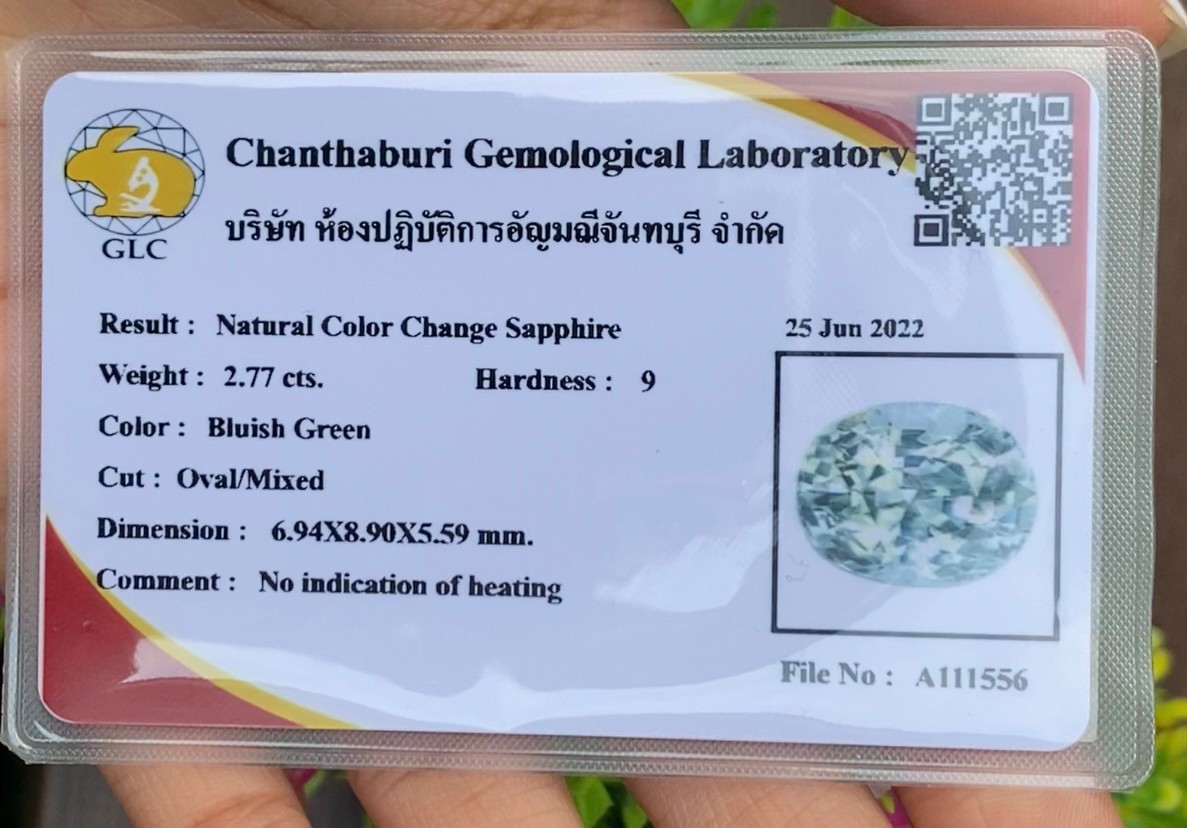 Chanthaburi Gemological Laboratory
บริษัท ห้องปฏิบัติการอัญมณีจันทบุรี จำกัด
GLC
Result : Natural Color Change Sapphire
25 Jun 2022
Weight : 2.77 cts. Hardness : 9
Color : Bluish Green
Cut : Oval/Mixed
Dimension : 6.94X8.90X5.59 mm.
Comment : No indication of heating
File No : A111556